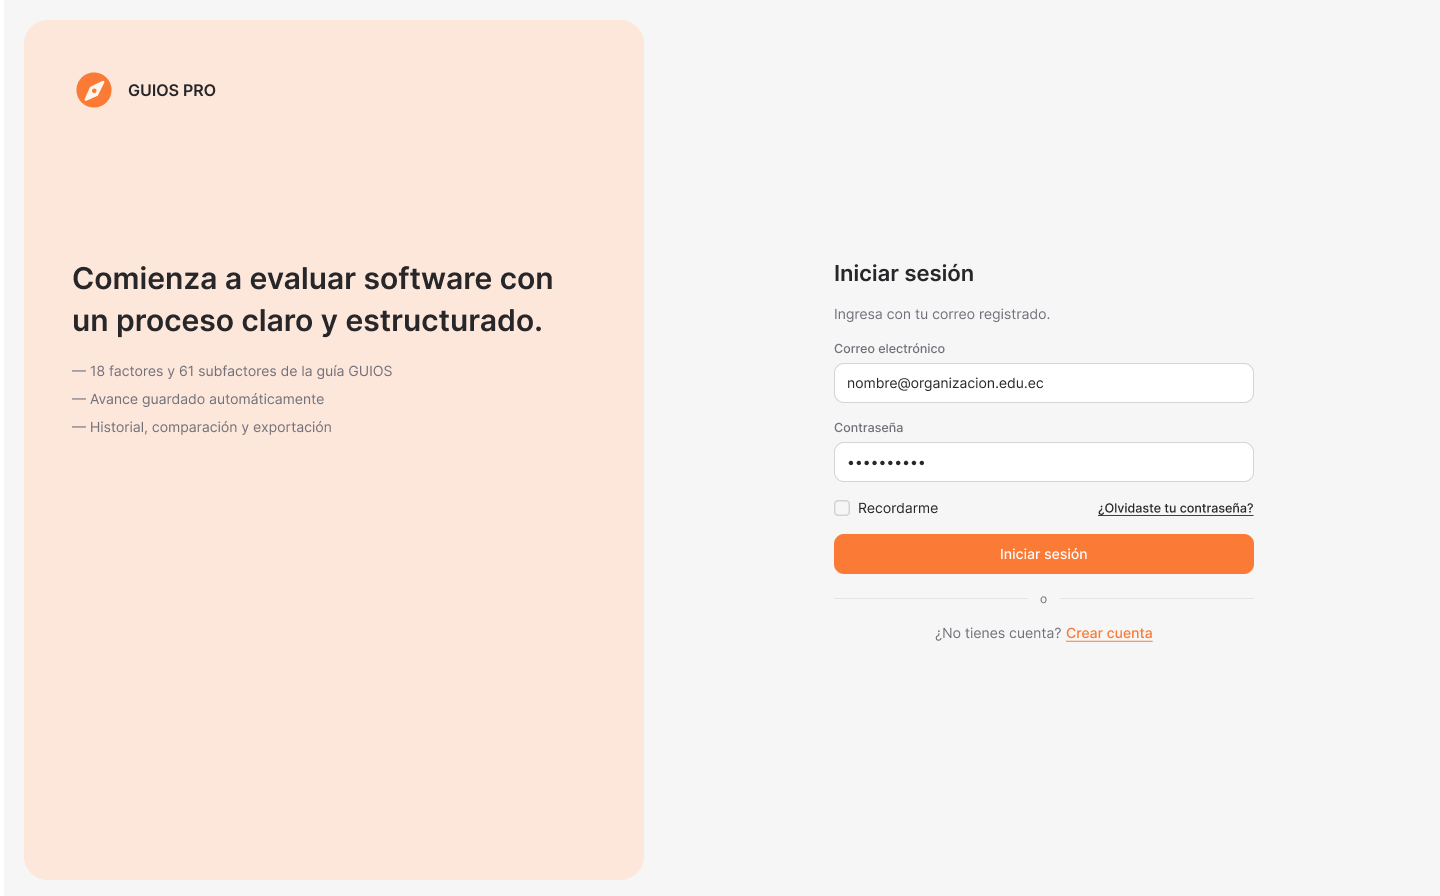 GUIOS PRO
Comienza a evaluar software con
un proceso claro y estructurado.
— 18 factores y 61 subfactores de la guía GUIOS
— Avance guardado automáticamente
— Historial, comparación y exportación
Iniciar sesión
Ingresa con tu correo registrado.
Correo electrónico
nombre@organizacion.edu.ec
Contraseña
••••••••••
Recordarme
¿Olvidaste tu contraseña?
Iniciar sesión
o
¿No tienes cuenta? Crear cuenta